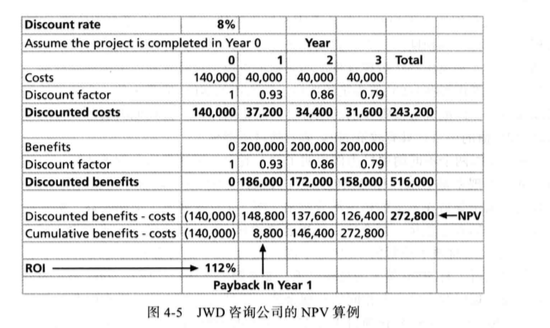 Discount rate 8%
Assume the project is completed in Year 0 Year
0 1 2 3 Total
Costs 140,000 40,000 40,000 40,000
Discount factor 1 0.93 0.86 0.79
Discounted costs 140,000 37,200 34,400 31,600 243,200
Benefits 0 200,000 200,000 200,000
Discount factor 1 0.93 0.86 0.79
Discounted benefits 0 186,000 172,000 158,000 516,000
Discounted benefits - costs (140,000) 148,800 137,600 126,400 272,800 ←NPV
Cumulative benefits - costs (140,000) 8,800 146,400 272,800
ROI → 112%
Payback In Year 1
图 4-5 JWD 咨询公司的 NPV 算例